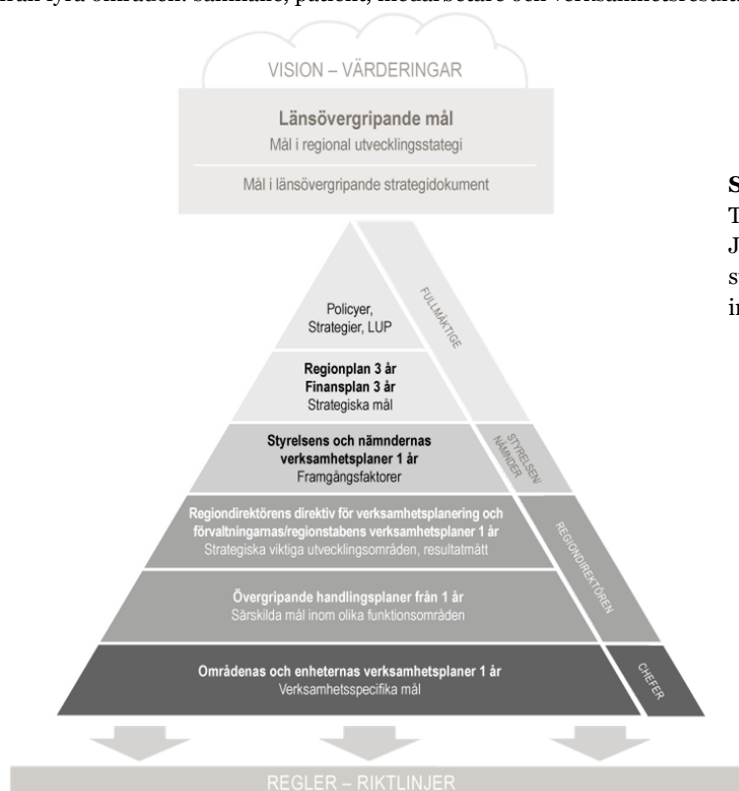 VISION – VÄRDERINGAR
Länsövergripande mål
Mål i regional utvecklingsstategi
Mål i länsövergripande strategidokument
Policyer,
Strategier, LUP
FULLMÄKTIGE
Regionplan 3 år
Finansplan 3 år
Strategiska mål
Styrelsens och nämndernas
verksamhetsplaner 1 år
Framgångsfaktorer
STYRELSEN/
NÄMNDER
Regiondirektörens direktiv för verksamhetsplanering och
förvaltningarnas/regionstabens verksamhetsplaner 1 år
Strategiska viktiga utvecklingsområden, resultatmått
REGIONDIREKTÖREN
Övergripande handlingsplaner från 1 år
Särskilda mål inom olika funktionsområden
Områdenas och enheternas verksamhetsplaner 1 år
Verksamhetsspecifika mål
CHEFER
REGLER – RIKTLINJER